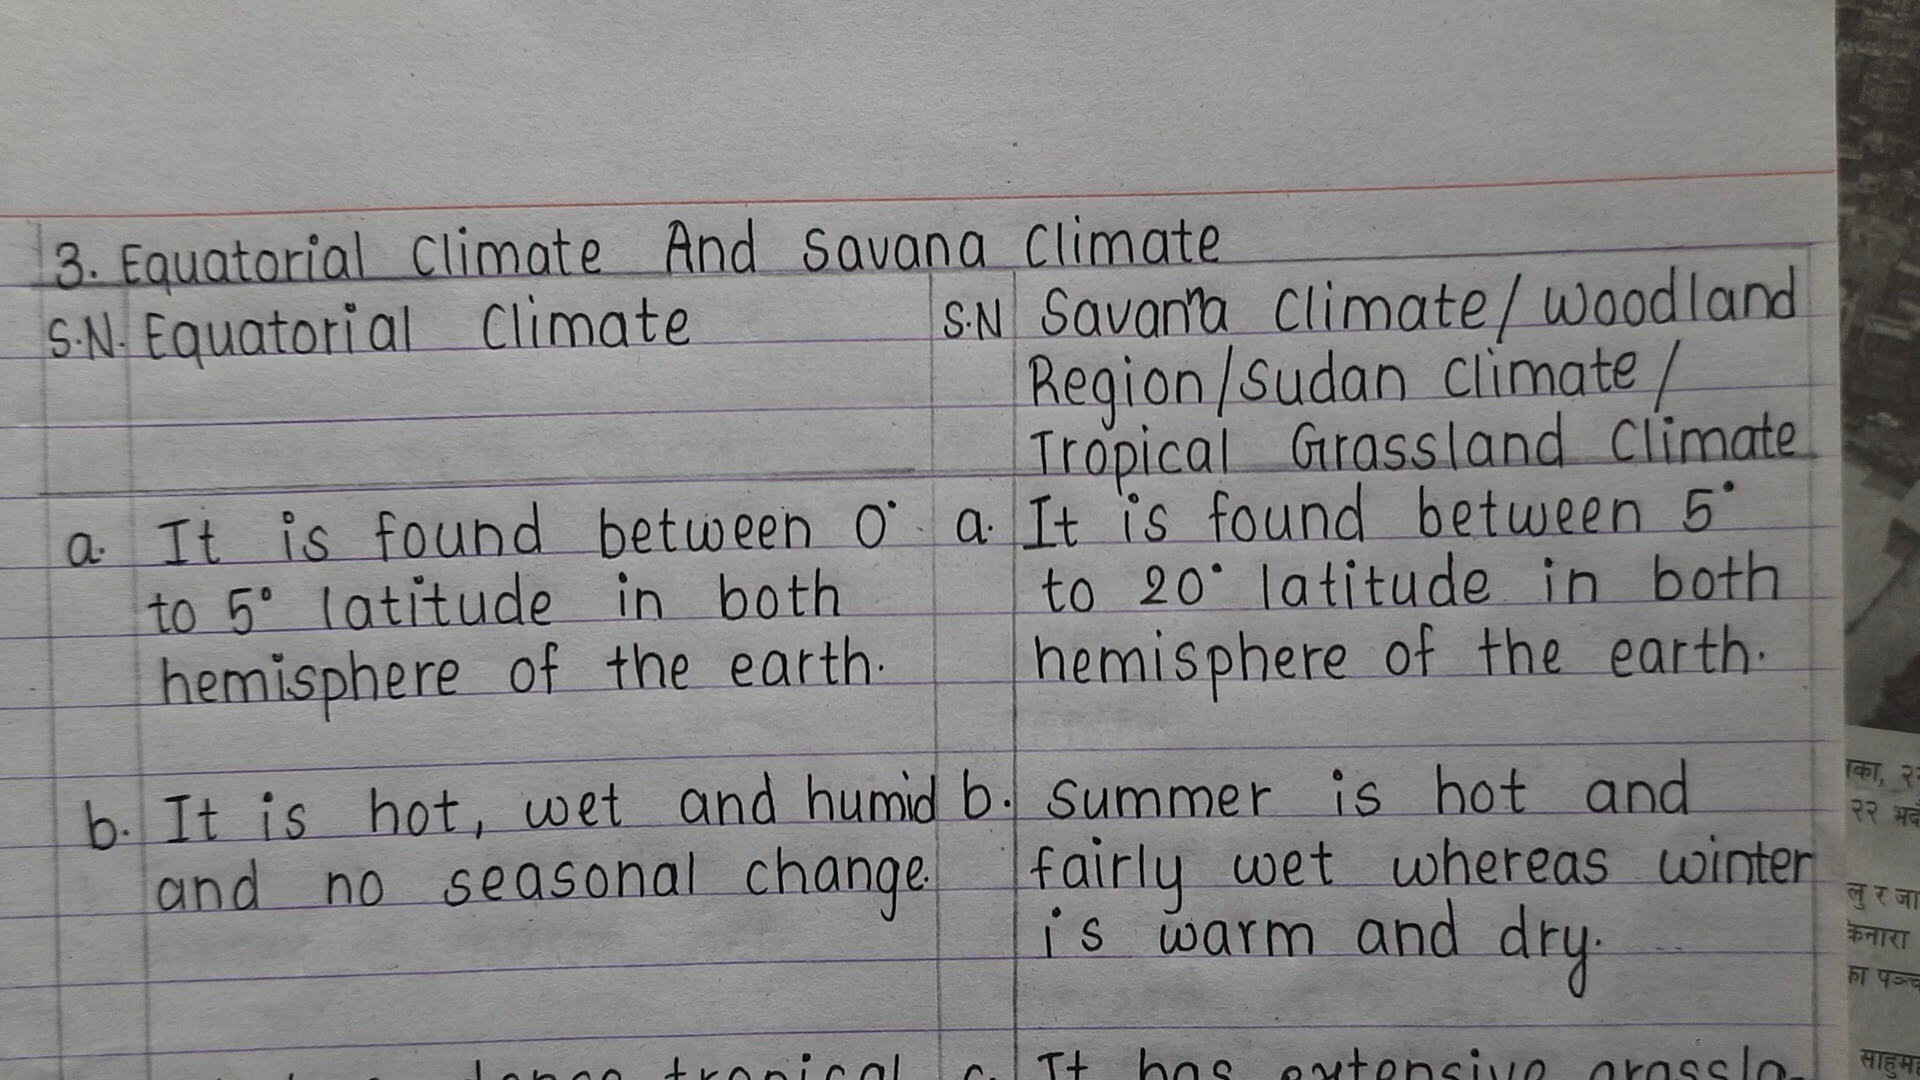 3. Equatorial Climate And Savana Climate
S.N. Equatorial Climate
S.N Savanna Climate/Woodland
Region/Sudan Climate/
Tropical Grassland Climate
a. It is found between 0°
to 5° latitude in both
hemisphere of the earth.
a. It is found between 5°
to 20° latitude in both
hemisphere of the earth.
b. It is hot, wet and humid
and no seasonal change.
b. Summer is hot and
fairly wet whereas winter
is warm and dry.
tropical
c. It has extensive grassla-
२२
लु र जा